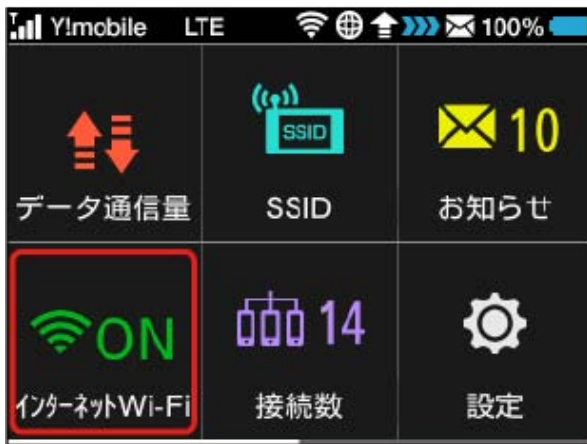 Y!mobile LTE 100%
SSID
10
データ通信量 SSID お知らせ
ON 14
インターネットWi-Fi 接続数 設定